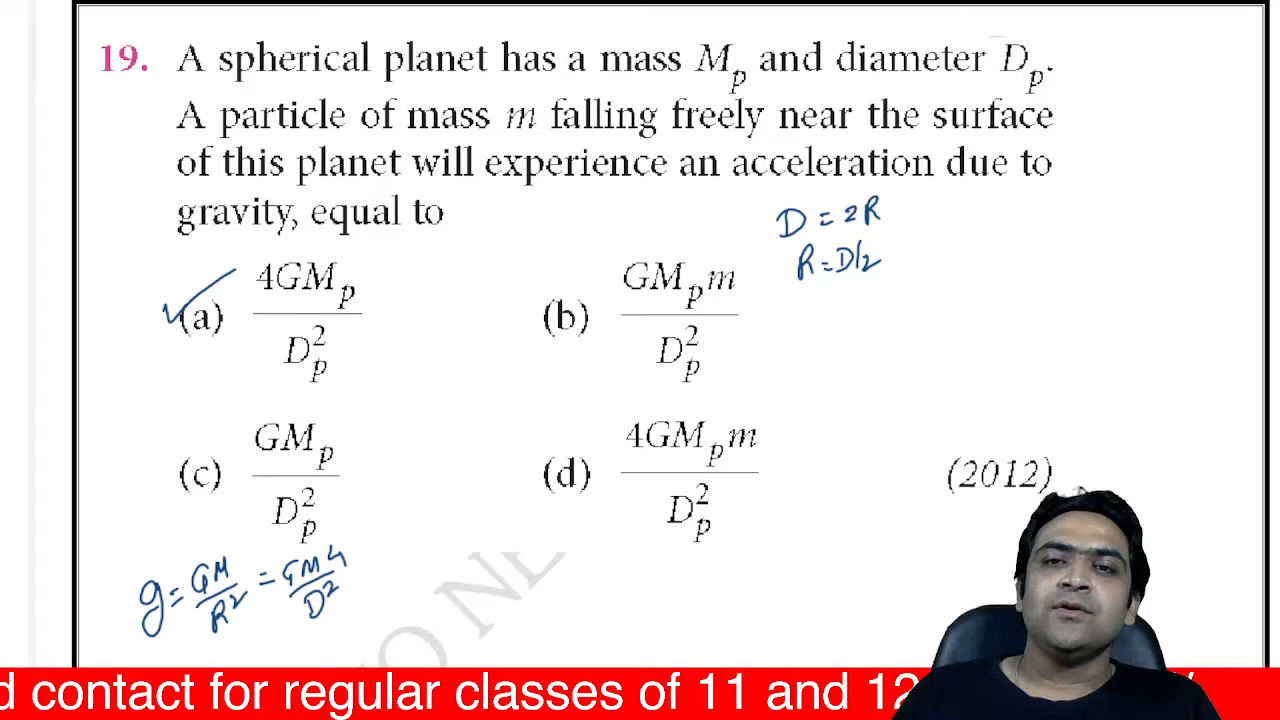 19. A spherical planet has a mass Mₚ and diameter Dₚ.
A particle of mass m falling freely near the surface
of this planet will experience an acceleration due to
gravity, equal to
D = 2R
R = D/2
(a) 4GMₚ / Dₚ² (b) GMₚm / Dₚ²
(c) GMₚ / Dₚ² (d) 4GMₚm / Dₚ² (2012)
g = GM / R² = GM4 / D²
TO NE
d contact for regular classes of 11 and 12